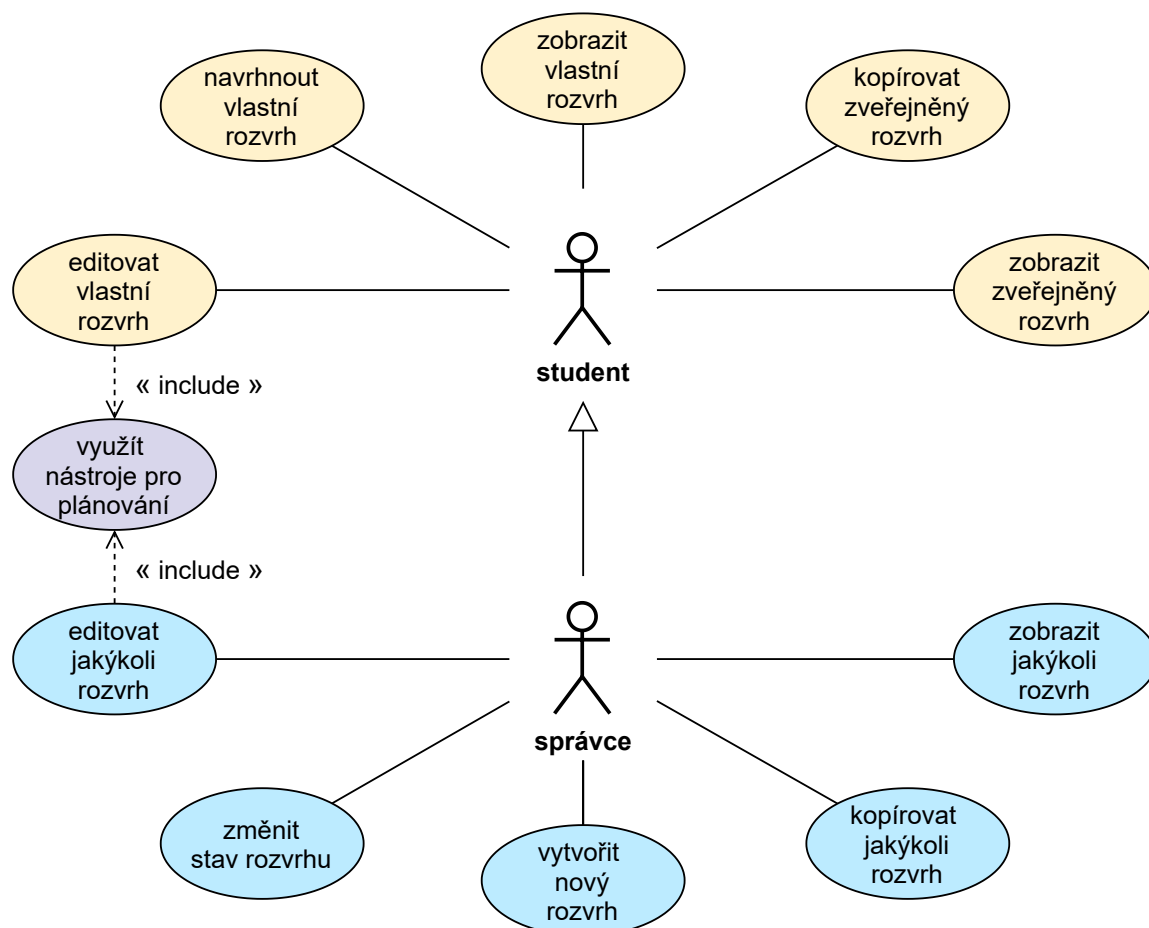 zobrazit
vlastní
rozvrh
navrhnout
vlastní
rozvrh
kopírovat
zveřejněný
rozvrh
editovat
vlastní
rozvrh
zobrazit
zveřejněný
rozvrh
student
« include »
využít
nástroje pro
plánování
« include »
editovat
jakýkoli
rozvrh
zobrazit
jakýkoli
rozvrh
správce
změnit
stav rozvrhu
vytvořit
nový
rozvrh
kopírovat
jakýkoli
rozvrh